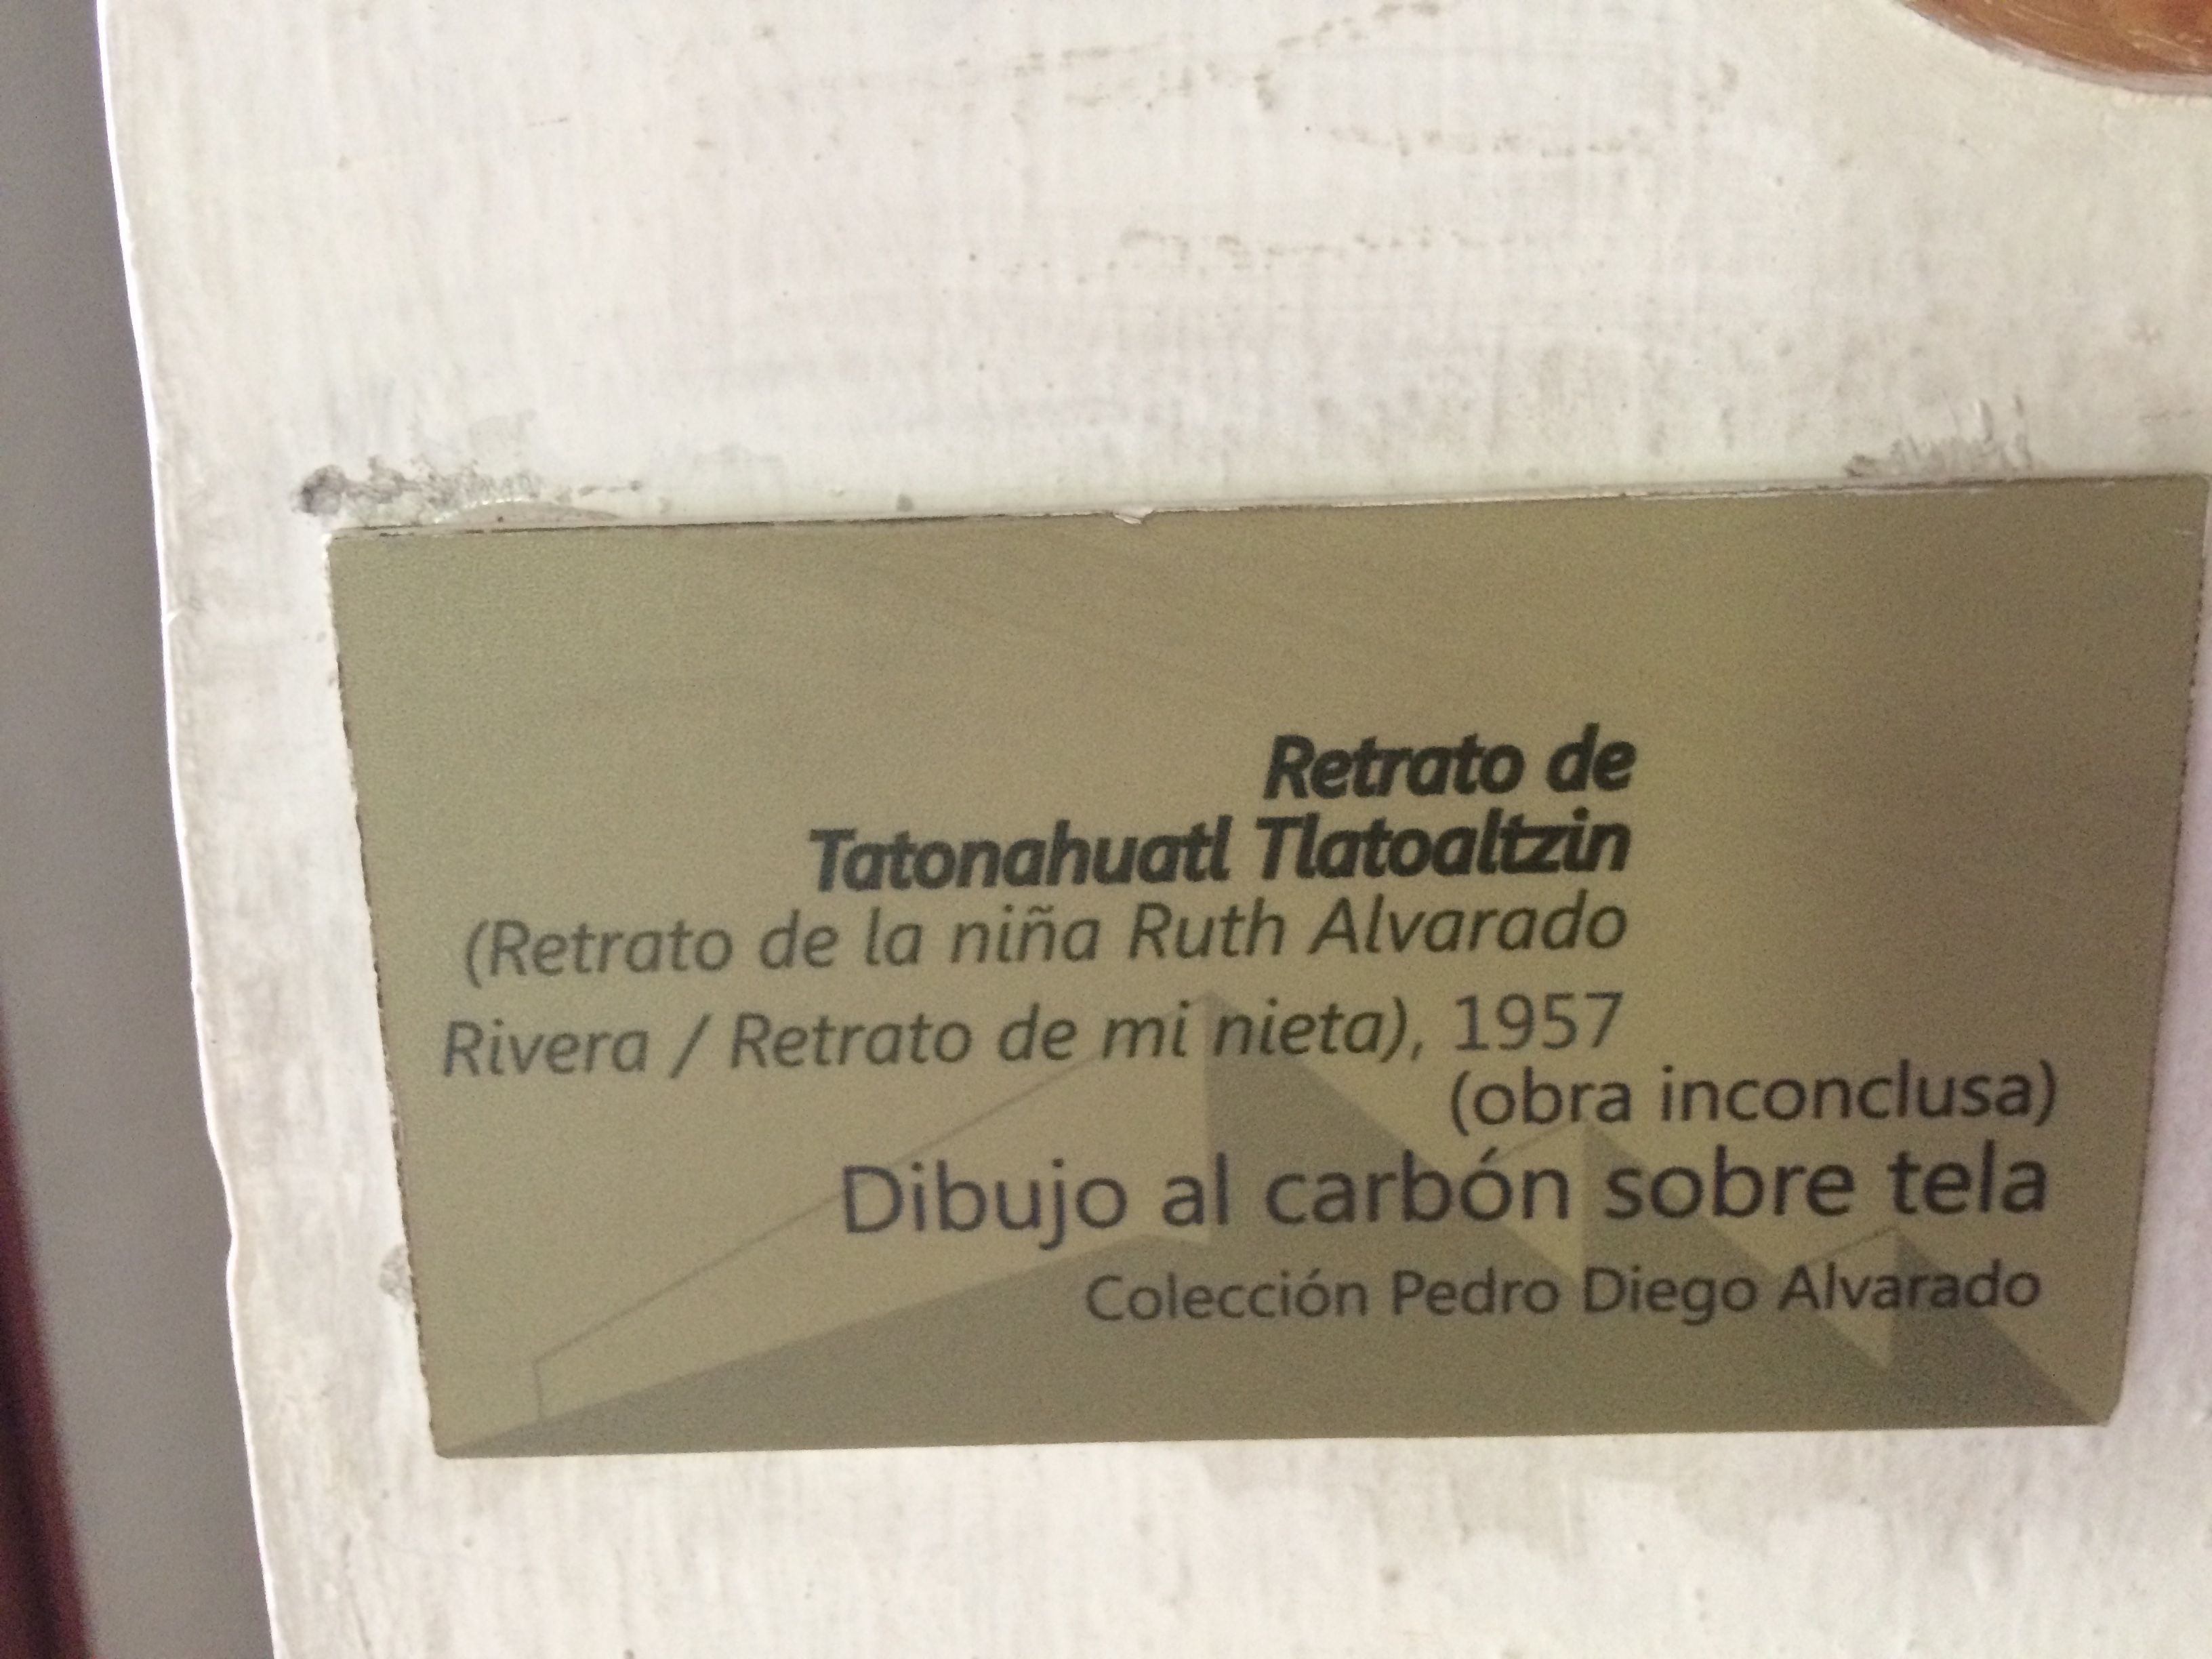 Retrato de
Tatonahuatl Tlatoaltzin
(Retrato de la niña Ruth Alvarado
Rivera / Retrato de mi nieta), 1957
(obra inconclusa)
Dibujo al carbón sobre tela
Colección Pedro Diego Alvarado